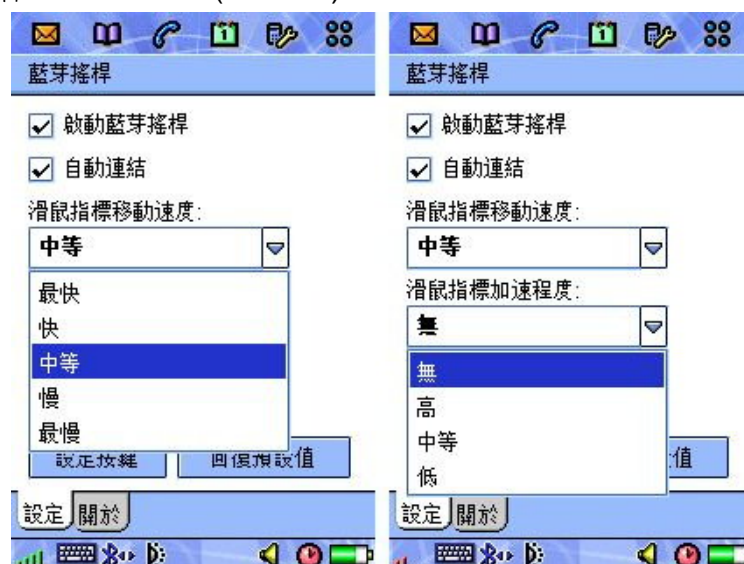 藍芽搖桿
啟動藍芽搖桿
自動連結
滑鼠指標移動速度:
中等
最快
快
中等
慢
最慢
設定按鍵 回復預設值
設定 關於
藍芽搖桿
啟動藍芽搖桿
自動連結
滑鼠指標移動速度:
中等
滑鼠指標加速程度:
無
無
高
中等
低
值
設定 關於